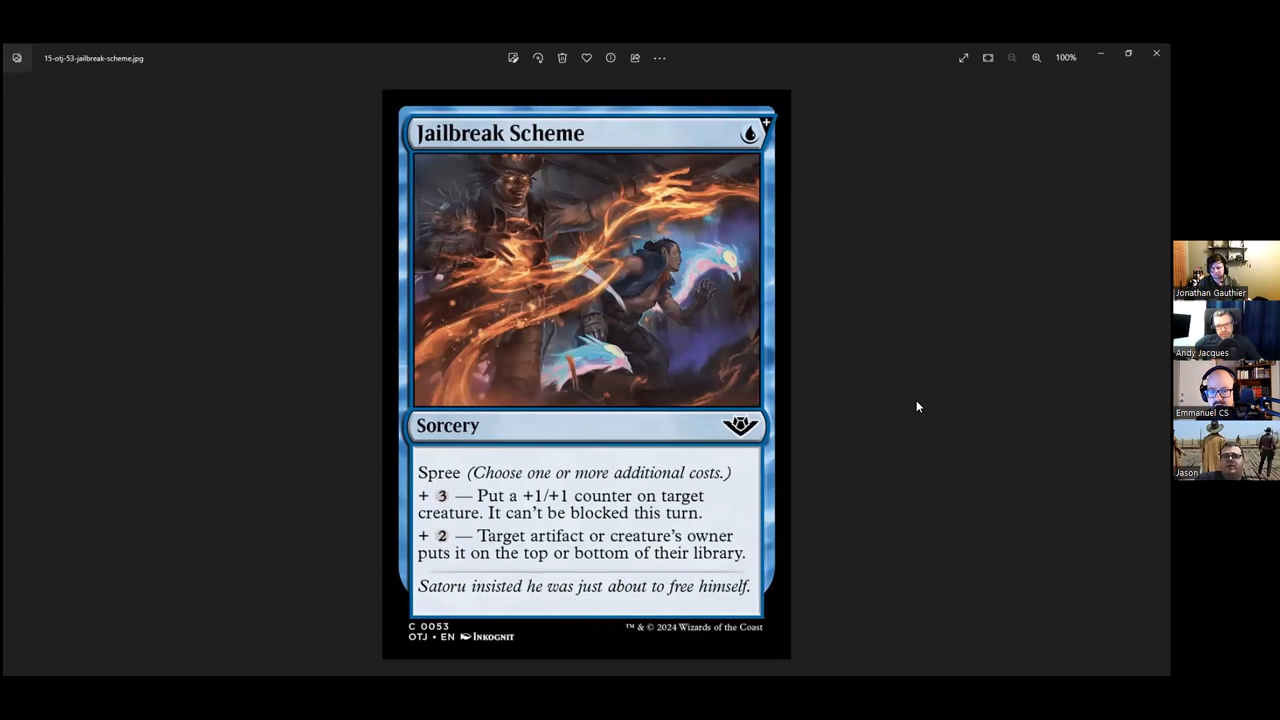 15-otj-53-jailbreak-scheme.jpg
100%
Jailbreak Scheme
Sorcery
Spree (Choose one or more additional costs.)
+ 3 — Put a +1/+1 counter on target
creature. It can't be blocked this turn.
+ 2 — Target artifact or creature's owner
puts it on the top or bottom of their library.
Satoru insisted he was just about to free himself.
C 0053
OTJ • EN INKOGNIT
™ & © 2024 Wizards of the Coast
Jonathan Gauthier
Andy Jacques
Emmanuel CS
Jason